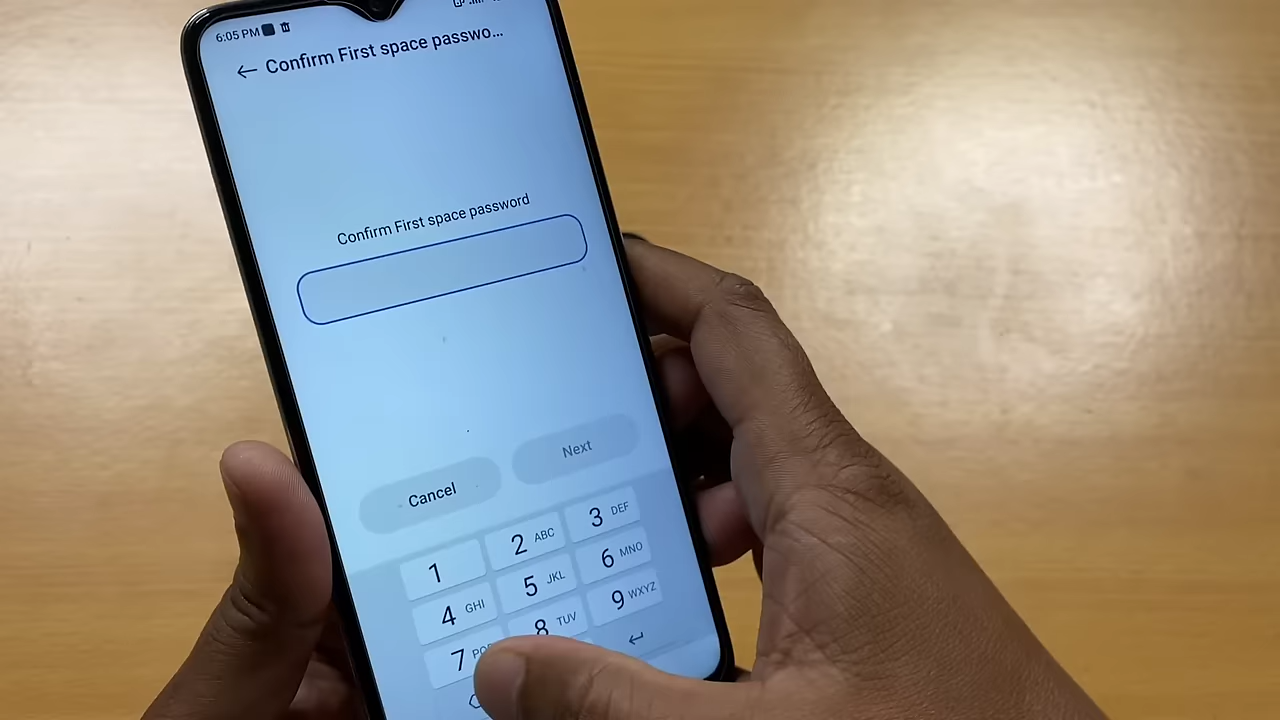 6:05 PM
Confirm First space passwo...
Confirm First space password
Cancel Next
1 2 ABC 3 DEF
4 GHI 5 JKL 6 MNO
7 8 TUV 9 WXYZ